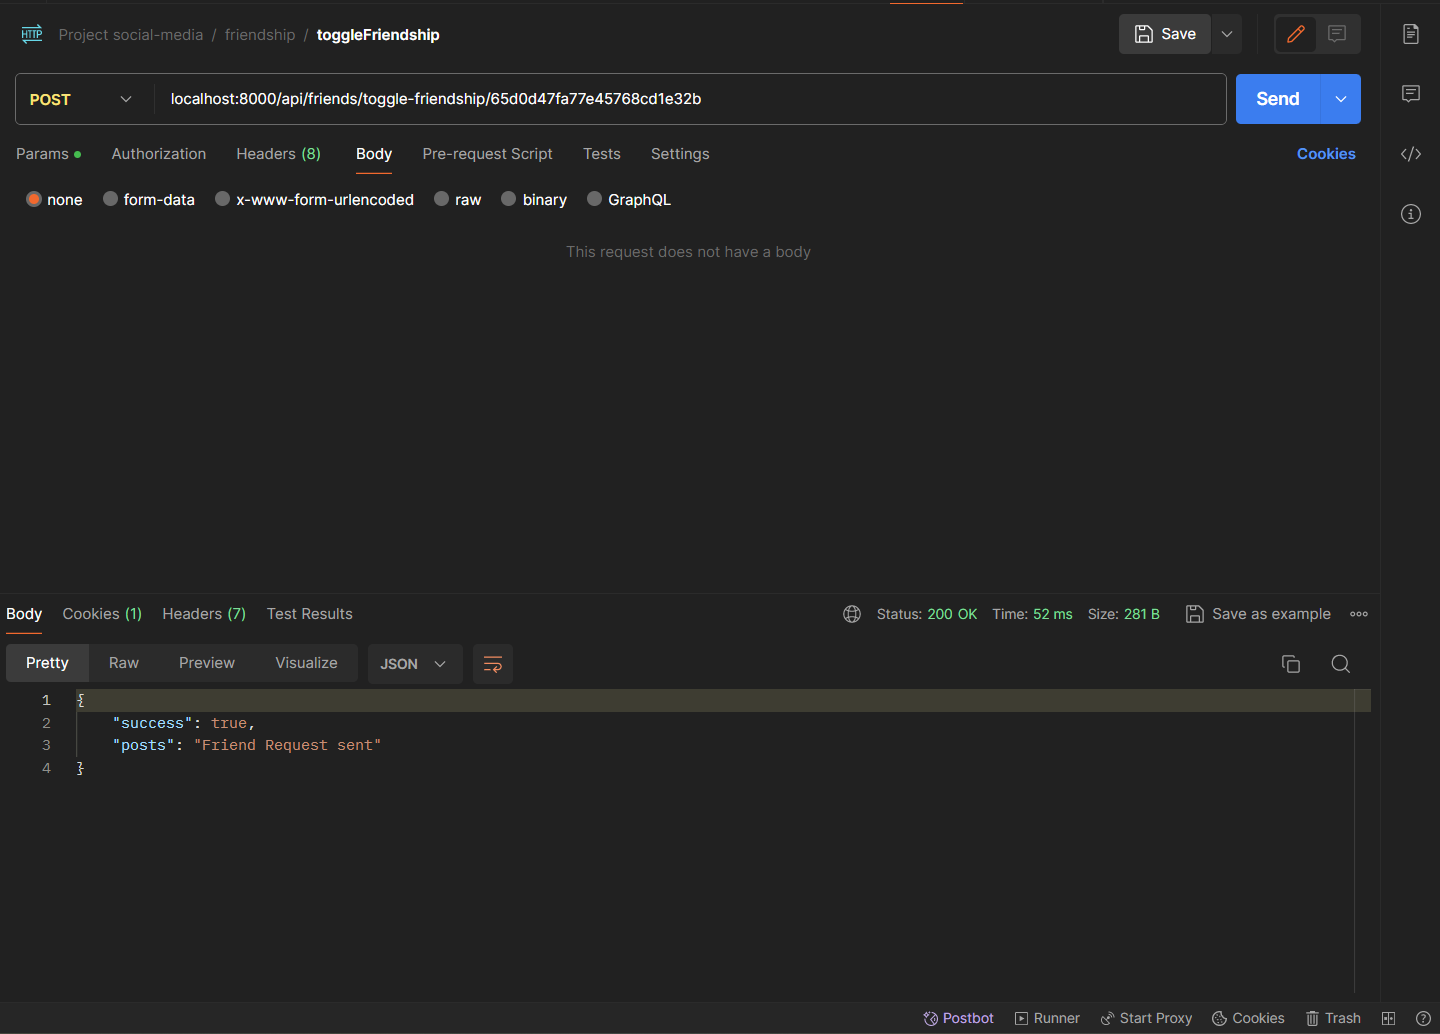 HTTP Project social-media / friendship / toggleFriendship Save
POST localhost:8000/api/friends/toggle-friendship/65d0d47fa77e45768cd1e32b Send
Params Authorization Headers (8) Body Pre-request Script Tests Settings Cookies
none form-data x-www-form-urlencoded raw binary GraphQL
This request does not have a body
Body Cookies (1) Headers (7) Test Results Status: 200 OK Time: 52 ms Size: 281 B Save as example
Pretty Raw Preview Visualize JSON
1 {
2 "success": true,
3 "posts": "Friend Request sent"
4 }
Postbot Runner Start Proxy Cookies Trash